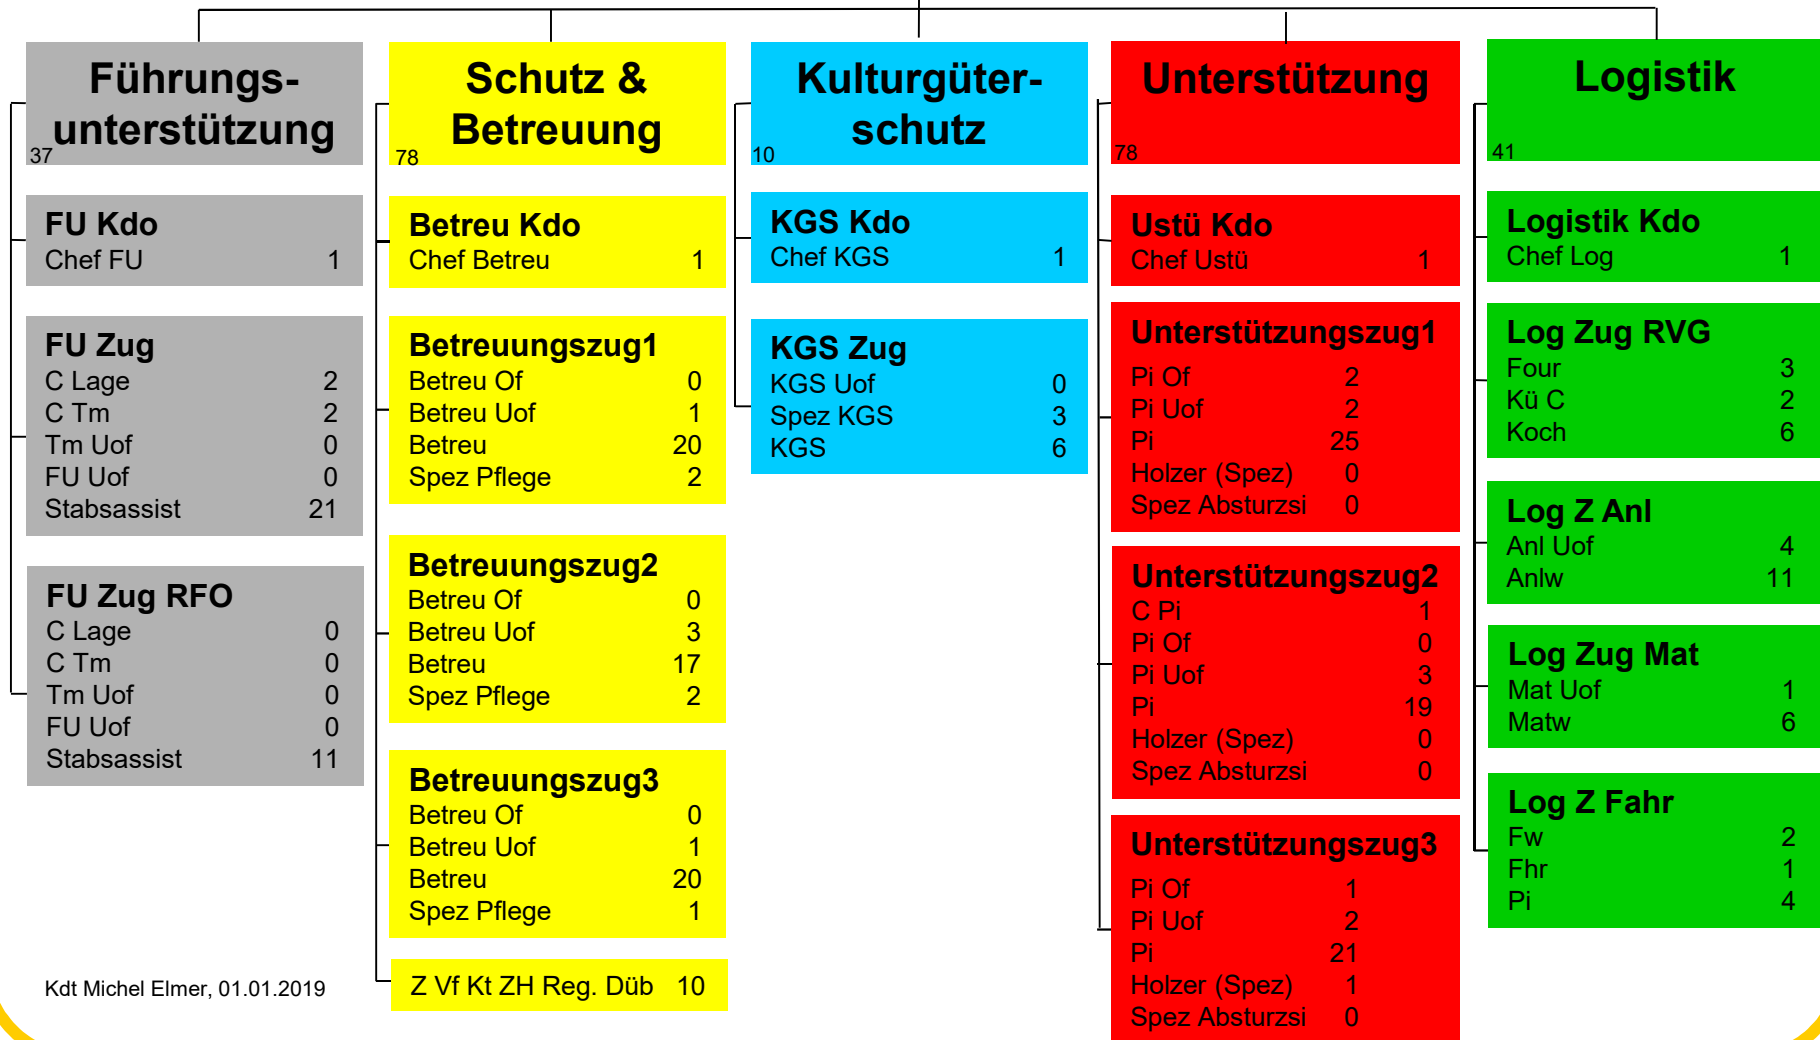 Führungs-
unterstützung
37
FU Kdo
Chef FU 1
FU Zug
C Lage 2
C Tm 2
Tm Uof 0
FU Uof 0
Stabsassist 21
FU Zug RFO
C Lage 0
C Tm 0
Tm Uof 0
FU Uof 0
Stabsassist 11
Schutz &
Betreuung
78
Betreu Kdo
Chef Betreu 1
Betreuungszug1
Betreu Of 0
Betreu Uof 1
Betreu 20
Spez Pflege 2
Betreuungszug2
Betreu Of 0
Betreu Uof 3
Betreu 17
Spez Pflege 2
Betreuungszug3
Betreu Of 0
Betreu Uof 1
Betreu 20
Spez Pflege 1
Z Vf Kt ZH Reg. Düb 10
Kulturgüter-
schutz
10
KGS Kdo
Chef KGS 1
KGS Zug
KGS Uof 0
Spez KGS 3
KGS 6
Unterstützung
78
Ustü Kdo
Chef Ustü 1
Unterstützungszug1
Pi Of 2
Pi Uof 2
Pi 25
Holzer (Spez) 0
Spez Absturzsi 0
Unterstützungszug2
C Pi 1
Pi Of 0
Pi Uof 3
Pi 19
Holzer (Spez) 0
Spez Absturzsi 0
Unterstützungszug3
Pi Of 1
Pi Uof 2
Pi 21
Holzer (Spez) 1
Spez Absturzsi 0
Logistik
41
Logistik Kdo
Chef Log 1
Log Zug RVG
Four 3
Kü C 2
Koch 6
Log Z Anl
Anl Uof 4
Anlw 11
Log Zug Mat
Mat Uof 1
Matw 6
Log Z Fahr
Fw 2
Fhr 1
Pi 4
Kdt Michel Elmer, 01.01.2019